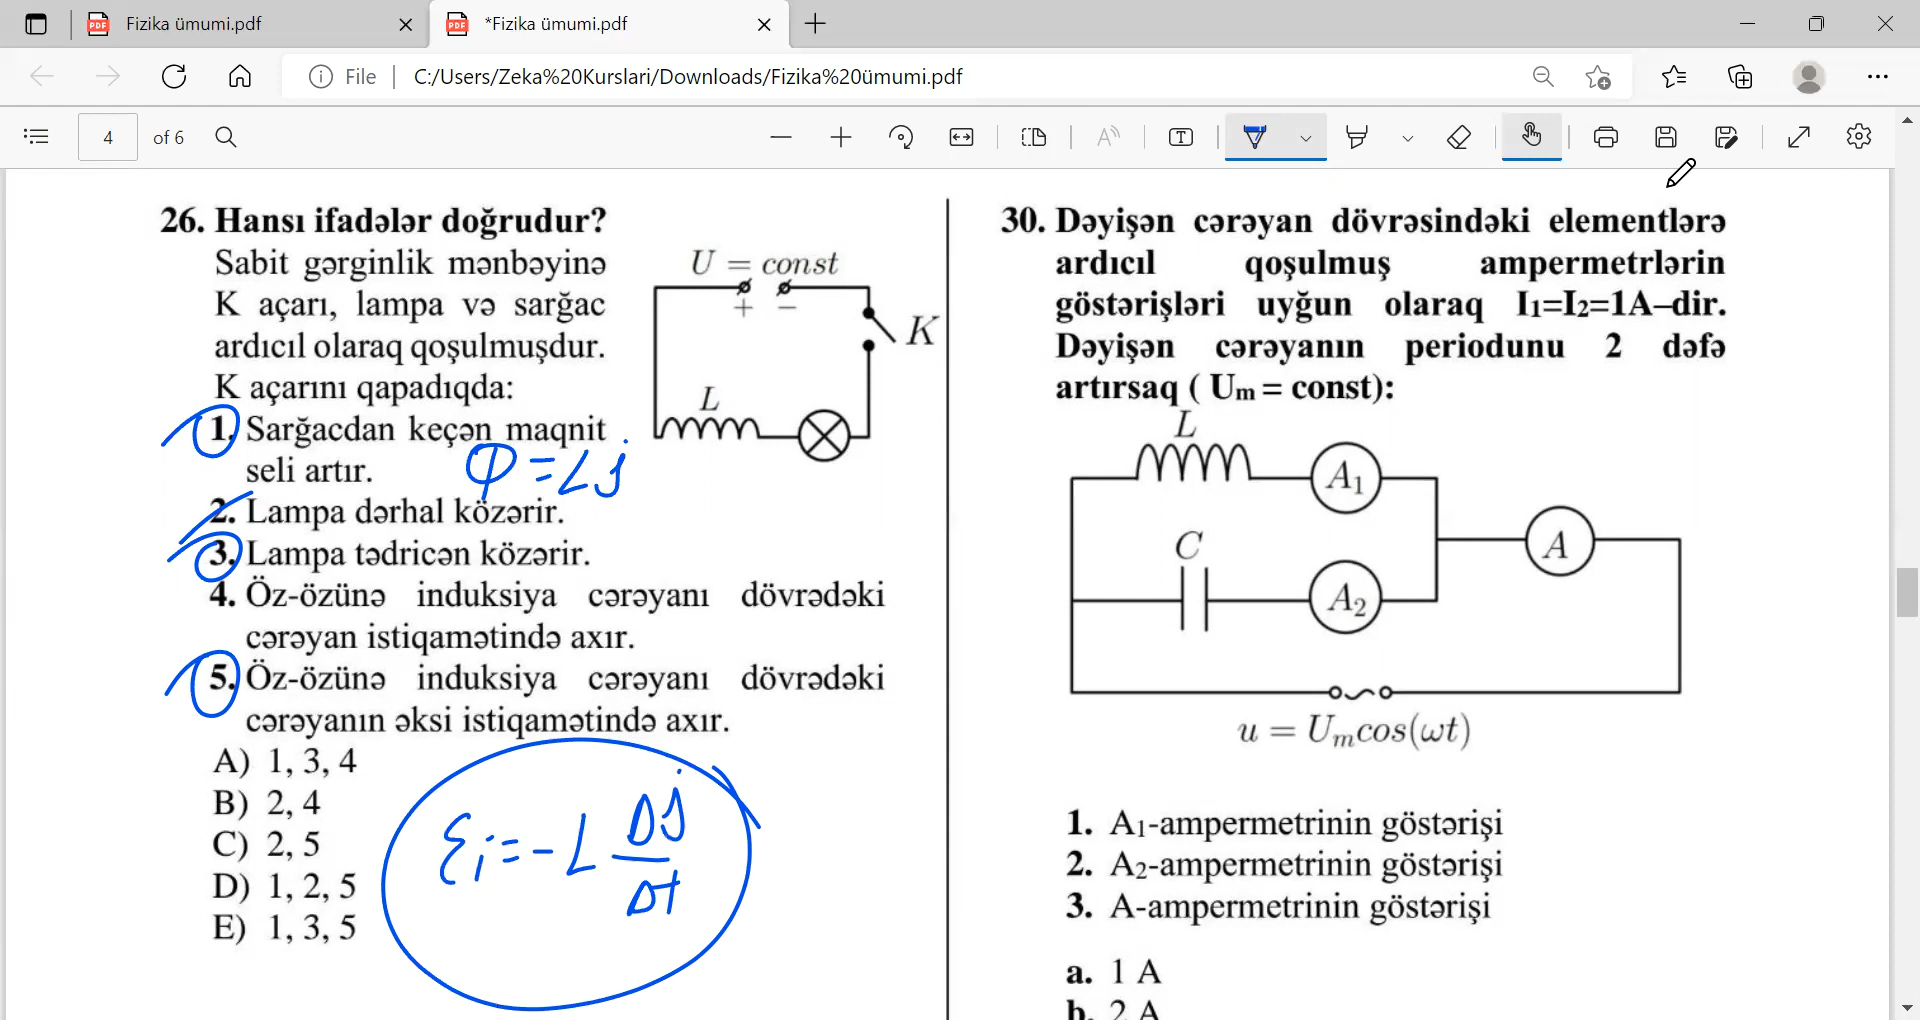 Fizika ümumi.pdf
*Fizika ümumi.pdf
File
C:/Users/Zeka%20Kurslari/Downloads/Fizika%20ümumi.pdf
4 of 6
26. Hansı ifadələr doğrudur?
Sabit gərginlik mənbəyinə
K açarı, lampa və sarğac
ardıcıl olaraq qoşulmuşdur.
K açarını qapadıqda:
1. Sarğacdan keçən maqnit
seli artır.
Φ = L j
2. Lampa dərhal közərir.
3. Lampa tədricən közərir.
4. Öz-özünə induksiya cərəyanı dövrədəki
cərəyan istiqamətində axır.
5. Öz-özünə induksiya cərəyanı dövrədəki
cərəyanın əksi istiqamətində axır.
A) 1, 3, 4
B) 2, 4
C) 2, 5
D) 1, 2, 5
E) 1, 3, 5
Ɛi = - L Δj
Δt
U = const
+ −
K
L
30. Dəyişən cərəyan dövrəsindəki elementlərə
ardıcıl qoşulmuş ampermetrlərin
göstərişləri uyğun olaraq I1=I2=1A–dir.
Dəyişən cərəyanın periodunu 2 dəfə
artırsaq ( Um = const):
L
A1
C
A2
A
u = Umcos(ωt)
1. A1-ampermetrinin göstərişi
2. A2-ampermetrinin göstərişi
3. A-ampermetrinin göstərişi
a. 1 A
b. 2 A